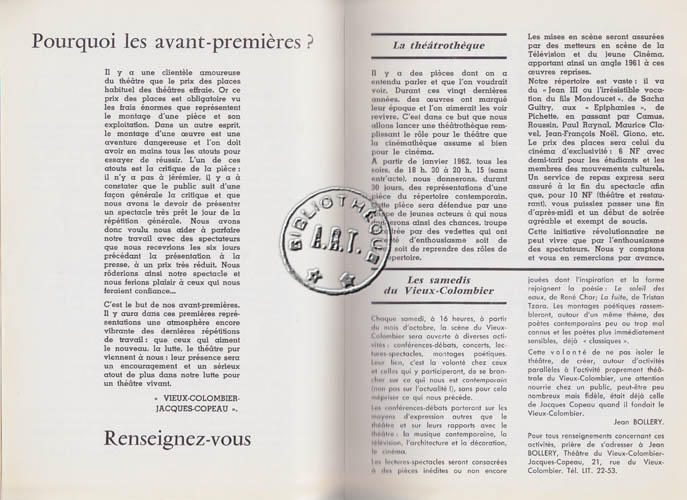 Pourquoi les avant-premières ?
Il y a une clientèle amoureuse
du théâtre que le prix des places
habituel des théâtres effraie. Or ce
prix des places est obligatoire vu
les frais énormes que représentent
le montage d'une pièce et son
exploitation. Dans un autre esprit,
le montage d'une œuvre est une
aventure dangereuse et l'on doit
avoir en mains tous les atouts pour
essayer de réussir. L'un de ces
atouts est la critique de la pièce :
il n'y a pas à jérémier, il y a à
constater que le public suit d'une
façon générale la critique et que
nous avons le devoir de présenter
un spectacle très prêt le jour de la
répétition générale. Nous avons
donc voulu nous aider à parfaire
notre travail avec des spectateurs
que nous recevrions les six jours
précédant la présentation à la
presse, à un prix très réduit. Nous
rôderions ainsi notre spectacle et
nous ferions plaisir à ceux qui nous
feraient confiance...
C'est le but de nos avant-premières.
Il y aura dans ces premières repré-
sentations une atmosphère encore
vibrante des dernières répétitions
de travail : que ceux qui aiment
le nouveau, la lutte, le théâtre pur
viennent à nous : leur présence sera
un encouragement et un sérieux
atout de plus dans notre lutte pour
un théâtre vivant.
« VIEUX-COLOMBIER-
JACQUES-COPEAU ».
Renseignez-vous
La théâtrothèque
Il y a des pièces dont on a
entendu parler et que l'on voudrait
voir. Durant ces vingt dernières
années, des œuvres ont marqué
leur époque et l'on aimerait les voir
revivre. C'est dans ce but que nous
allons lancer une théâtrothèque rem-
plissant le rôle pour le théâtre que
la cinémathèque assume si bien
pour le cinéma.
A partir de janvier 1962, tous les
soirs, de 18 h. 30 à 20 h. 15 (sans
entr'acte), nous donnerons, durant
30 jours, des représentations d'une
pièce du répertoire contemporain.
Cette pièce sera défendue par une
de jeunes acteurs à qui nous
ainsi des chances, troupe
par des vedettes qui ont
d'enthousiasme soit de
soit de reprendre des rôles de
répertoire.
Les mises en scène seront assurées
par des metteurs en scène de la
Télévision et du jeune Cinéma,
apportant ainsi un angle 1961 à ces
œuvres reprises.
Notre répertoire est vaste : il va
du « Jean III ou l'irrésistible voca-
tion du fils Mondoucet », de Sacha
Guitry, aux « Epiphanies », de
Pichette, en passant par Camus,
Roussin, Paul Raynal, Maurice Cla-
vel, Jean-François Noël, Giono, etc.
Le prix des places sera celui du
cinéma d'exclusivité : 6 NF avec
demi-tarif pour les étudiants et les
membres des mouvements culturels.
Un service de repas express sera
assuré à la fin du spectacle afin
que, pour 10 NF (théâtre et restau-
rant), vous puissiez passer une fin
d'après-midi et un début de soirée
agréable et exempt de soucis.
Cette initiative révolutionnaire ne
peut vivre que par l'enthousiasme
des spectateurs. Nous y comptons
et vous en remercions par avance.
BIBLIOTHÈQUE
A.R.T.
Les samedis
du Vieux-Colombier
Chaque samedi, à 16 heures, à partir
du mois d'octobre, la scène du Vieux-
Colombier sera ouverte à diverses acti-
vités : conférences-débats, concerts, lec-
tures-spectacles, montages poétiques.
Leur lien, c'est la volonté chez ceux
et celles qui y participeront, de se bran-
cher sur ce qui nous est contemporain
(non pas sur l'actualité !), sans pour cela
mépriser ce qui nous précède.
Les conférences-débats porteront sur les
moyens d'expression autres que le
théâtre et sur leurs rapports avec le
théâtre : la musique contemporaine, la
télévision, l'architecture et la décoration,
le cinéma.
Les lectures-spectacles seront consacrées
à des pièces inédites ou non encore
jouées dont l'inspiration et la forme
rejoignent la poésie : Le soleil des
eaux, de René Char; La fuite, de Tristan
Tzara. Les montages poétiques rassem-
bleront, autour d'un même thème, des
poètes contemporains peu ou trop mal
connus et les poètes plus immédiatement
sensibles, déjà « classiques ».
Cette volonté de ne pas isoler le
théâtre, de créer, autour d'activités
parallèles à l'activité proprement théâ-
trale du Vieux-Colombier, une attention
nourrie chez un public, peut-être peu
nombreux mais fidèle, était déjà celle
de Jacques Copeau quand il fondait le
Vieux-Colombier.
Jean BOLLERY.
Pour tous renseignements concernant ces
activités, prière de s'adresser à Jean
BOLLERY, Théâtre du Vieux-Colombier-
Jacques-Copeau, 21, rue du Vieux-
Colombier. Tél. LIT. 22-53.